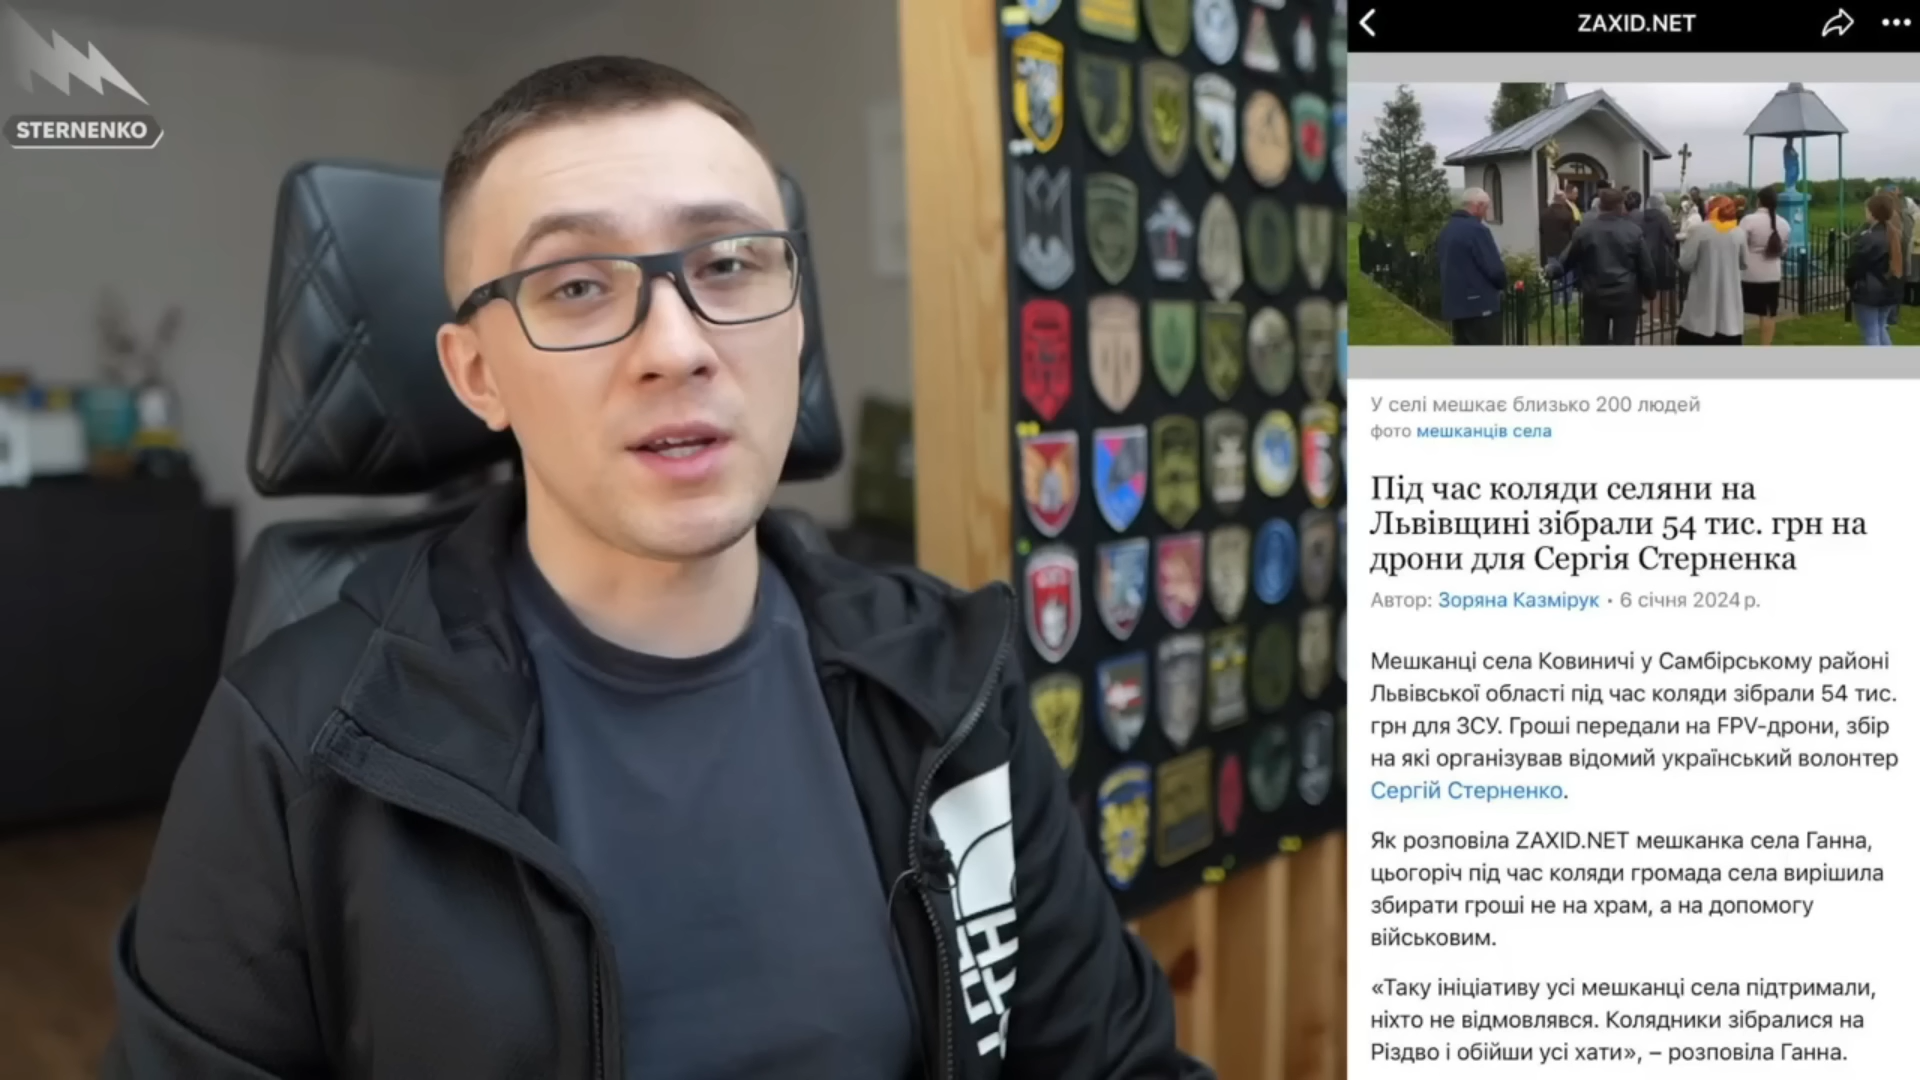 STERNENKO
ZAXID.NET
У селі мешкає близько 200 людей
фото мешканців села
Під час коляди селяни на
Львівщині зібрали 54 тис. грн на
дрони для Сергія Стерненка
Автор: Зоряна Казмірук • 6 січня 2024 р.
Мешканці села Ковиничі у Самбірському районі
Львівської області під час коляди зібрали 54 тис.
грн для ЗСУ. Гроші передали на FPV-дрони, збір
на які організував відомий український волонтер
Сергій Стерненко.
Як розповіла ZAXID.NET мешканка села Ганна,
цьогоріч під час коляди громада села вирішила
збирати гроші не на храм, а на допомогу
військовим.
«Таку ініціативу усі мешканці села підтримали,
ніхто не відмовлявся. Колядники зібралися на
Різдво і обійши усі хати», – розповіла Ганна.